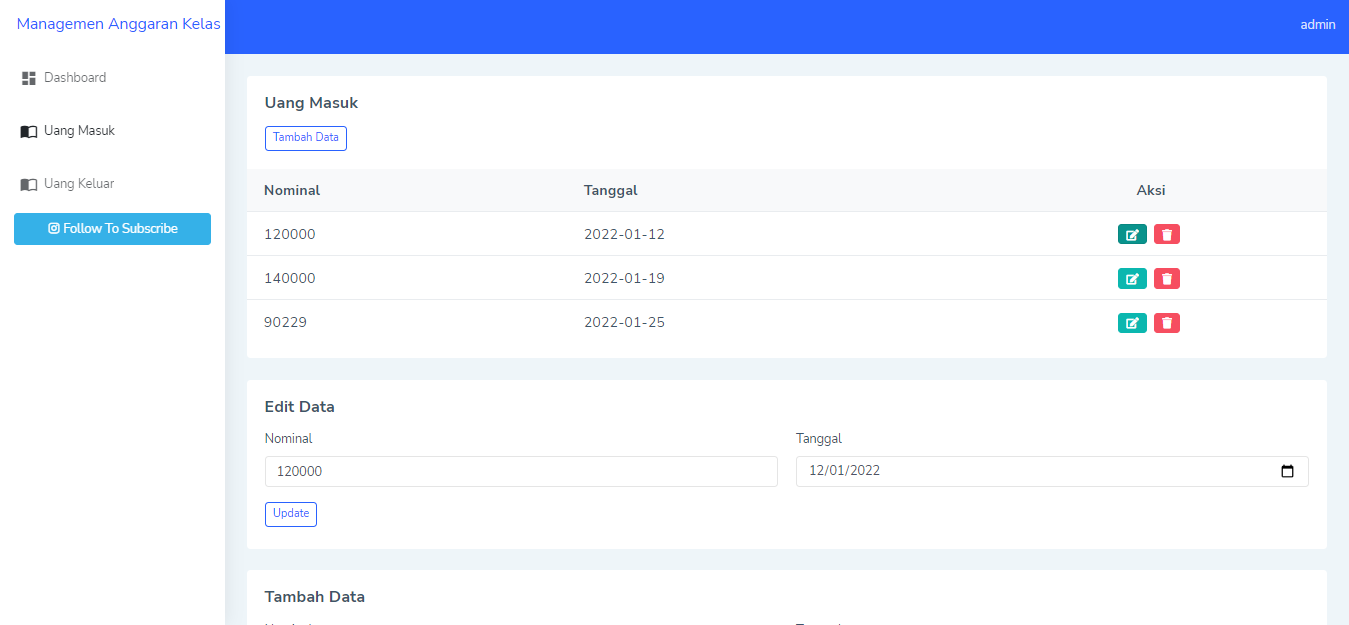 Managemen Anggaran Kelas
admin
Dashboard
Uang Masuk
Uang Keluar
Follow To Subscribe
Uang Masuk
Tambah Data
Nominal Tanggal Aksi
120000 2022-01-12
140000 2022-01-19
90229 2022-01-25
Edit Data
Nominal Tanggal
120000 12/01/2022
Update
Tambah Data